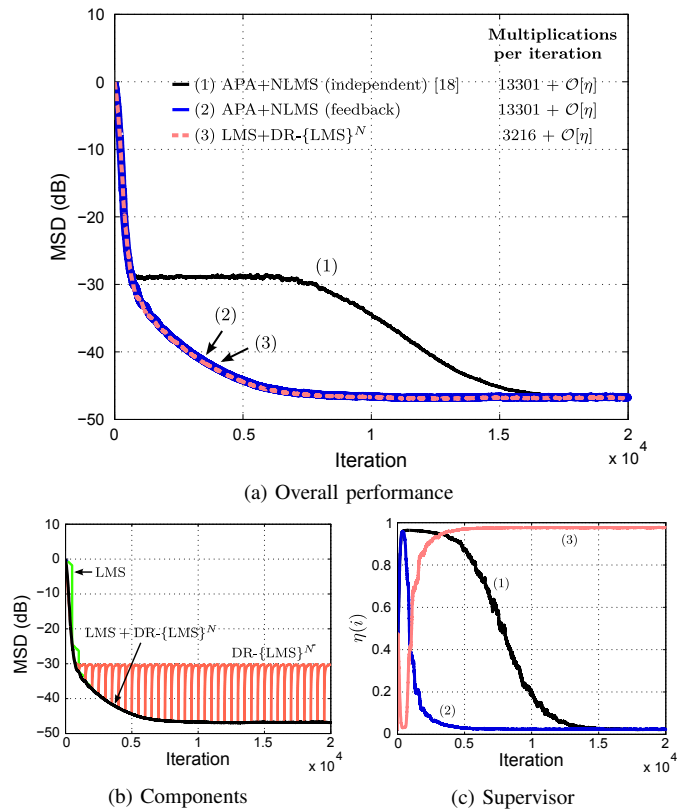 Multiplications
per iteration
(1) APA+NLMS (independent) [18] 13301 + O[η]
(2) APA+NLMS (feedback) 13301 + O[η]
(3) LMS+DR-{LMS}^N 3216 + O[η]
0
−10
−20
−30
−40
−50
MSD (dB)
(1)
(2)
(3)
0 0.5 1 1.5 2
x 10^4
Iteration
(a) Overall performance
10
0
−10
−20
−30
−40
−50
MSD (dB)
LMS
LMS + DR-{LMS}^N
DR-{LMS}^N
0 0.5 1 1.5 2
x 10^4
Iteration
(b) Components
1
0.8
0.6
0.4
0.2
0
η(i)
(3)
(1)
(2)
0 0.5 1 1.5 2
x 10^4
Iteration
(c) Supervisor